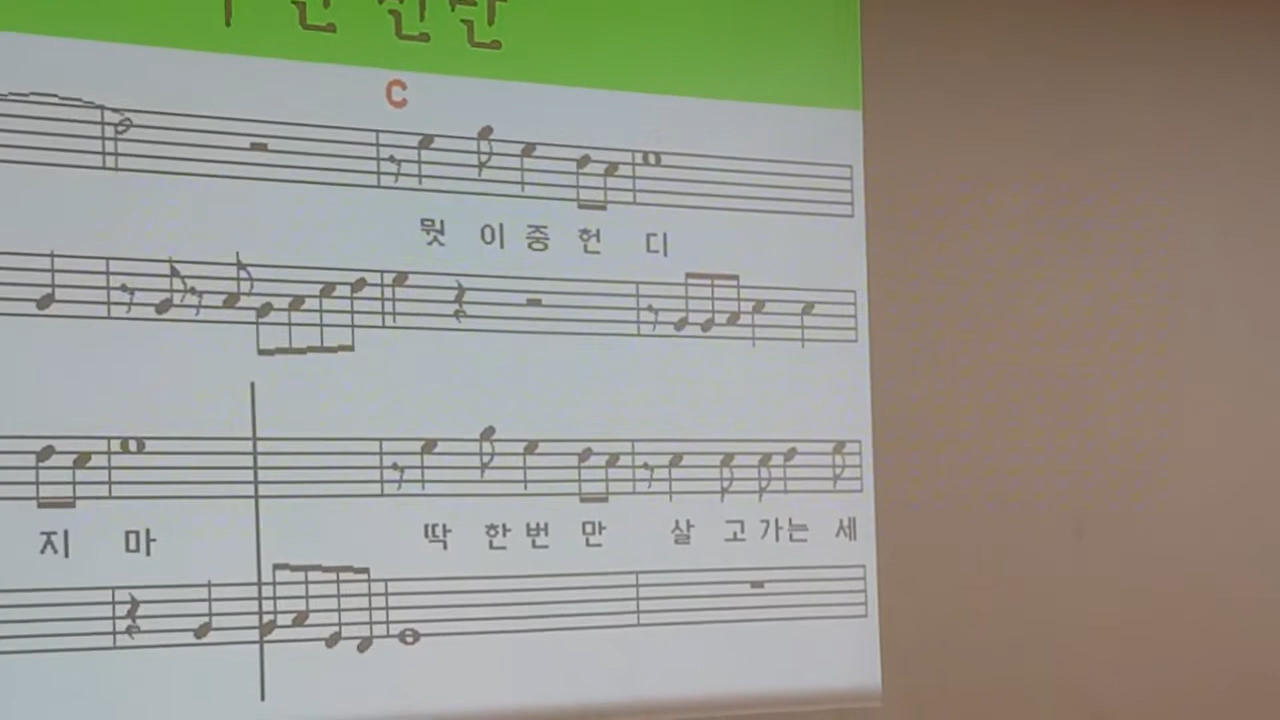 C
뭣 이 중 헌 디
지 마 딱 한 번 만 살 고 가는 세